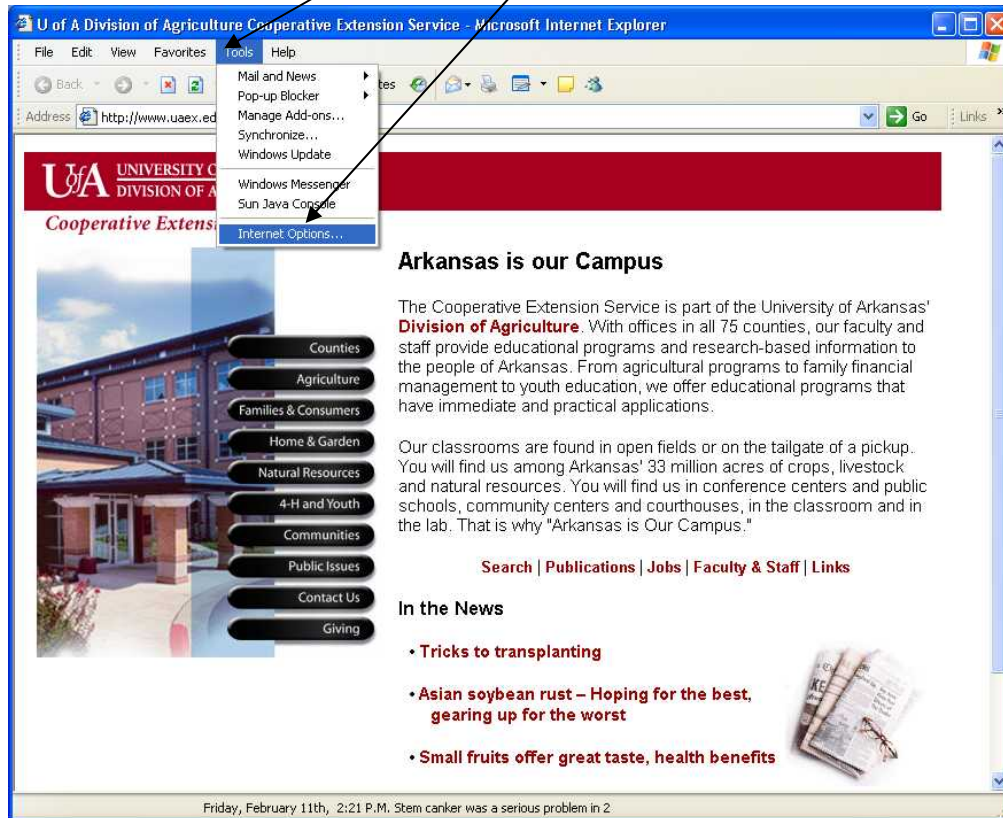 U of A Division of Agriculture Cooperative Extension Service - Microsoft Internet Explorer
File Edit View Favorites Tools Help
Back
Mail and News
Pop-up Blocker
Manage Add-ons...
Synchronize...
Windows Update
Windows Messenger
Sun Java Console
Internet Options...
Address http://www.uaex.ed Go Links
UofA UNIVERSITY
DIVISION OF A
Cooperative Extens
Counties
Agriculture
Families & Consumers
Home & Garden
Natural Resources
4-H and Youth
Communities
Public Issues
Contact Us
Giving
Arkansas is our Campus
The Cooperative Extension Service is part of the University of Arkansas'
Division of Agriculture. With offices in all 75 counties, our faculty and
staff provide educational programs and research-based information to
the people of Arkansas. From agricultural programs to family financial
management to youth education, we offer educational programs that
have immediate and practical applications.
Our classrooms are found in open fields or on the tailgate of a pickup.
You will find us among Arkansas' 33 million acres of crops, livestock
and natural resources. You will find us in conference centers and public
schools, community centers and courthouses, in the classroom and in
the lab. That is why "Arkansas is Our Campus."
Search | Publications | Jobs | Faculty & Staff | Links
In the News
• Tricks to transplanting
• Asian soybean rust – Hoping for the best,
gearing up for the worst
• Small fruits offer great taste, health benefits
Friday, February 11th, 2:21 P.M. Stem canker was a serious problem in 2